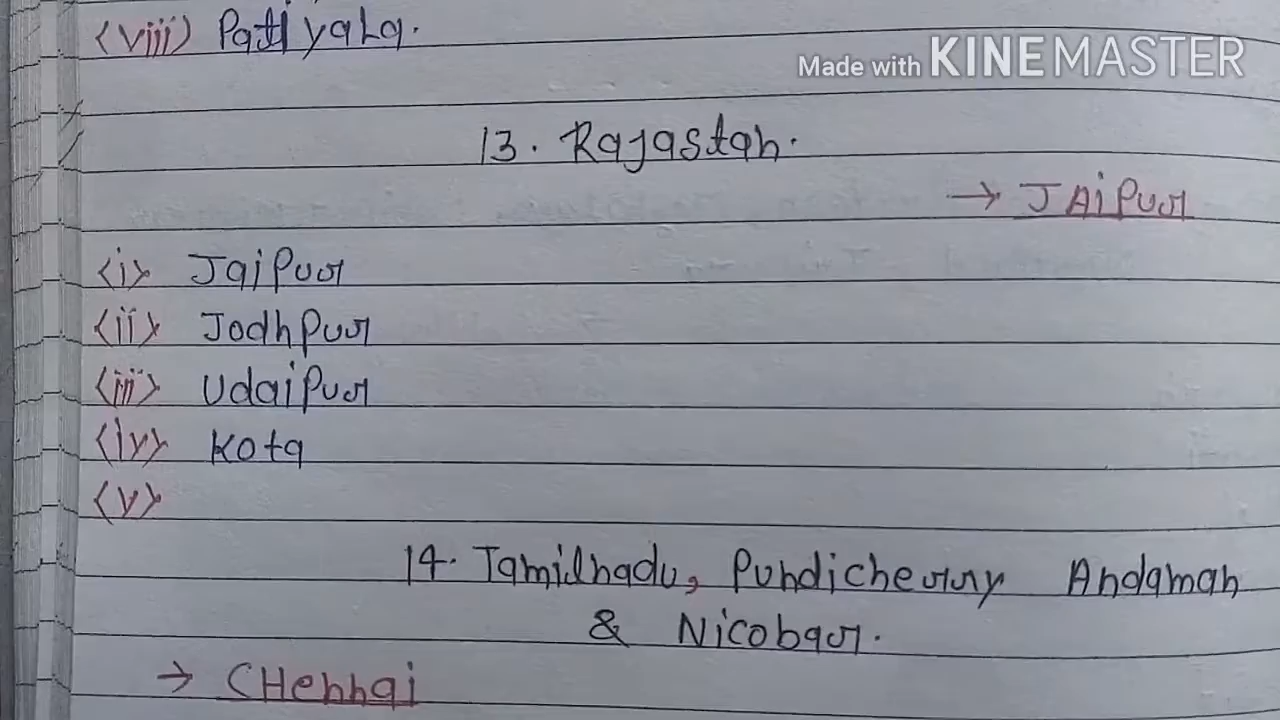 (viii) Pattiyala.
Made with KINEMASTER
13. Rajastan.
→ JAiPur
(i) Jaipur
(ii) Jodhpur
(iii) Udaipur
(iv) Kota
(v)
14. Tamilnadu, Pundicherry Andaman
& Nicobar.
→ CHennai